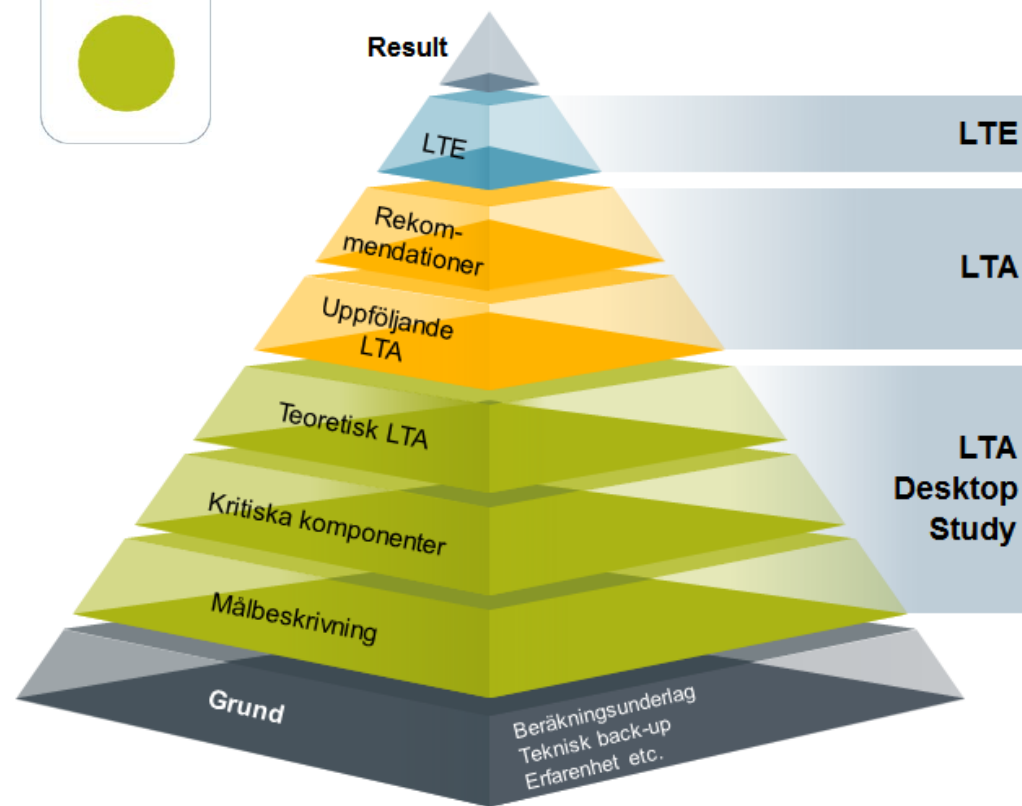 Result
LTE
LTE
Rekom-
mendationer
LTA
Uppföljande
LTA
Teoretisk LTA
LTA
Desktop
Study
Kritiska komponenter
Målbeskrivning
Grund
Beräkningsunderlag
Teknisk back-up
Erfarenhet etc.